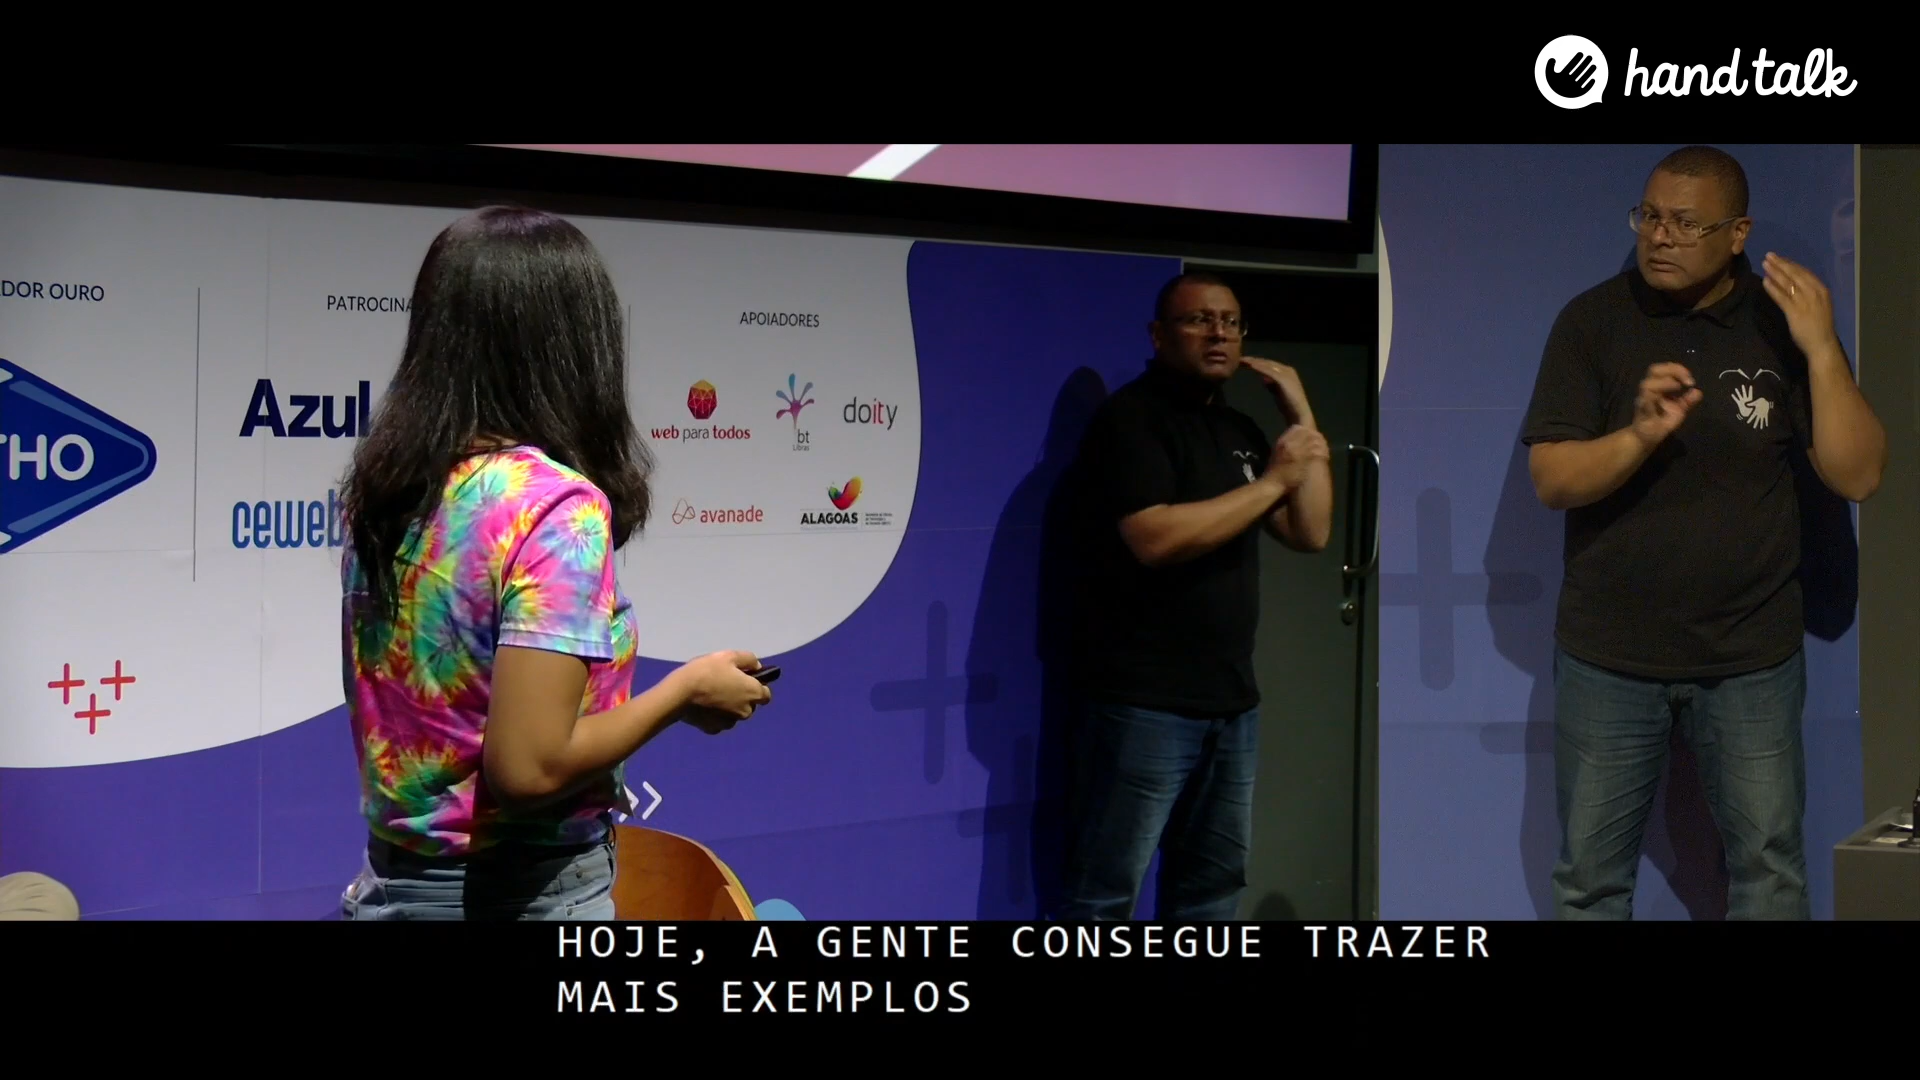 hand talk
DOR OURO
PATROCINA
APOIADORES
THO
Azul
ceweb
web para todos
bt
Libras
doity
avanade
ALAGOAS
HOJE, A GENTE CONSEGUE TRAZER
MAIS EXEMPLOS